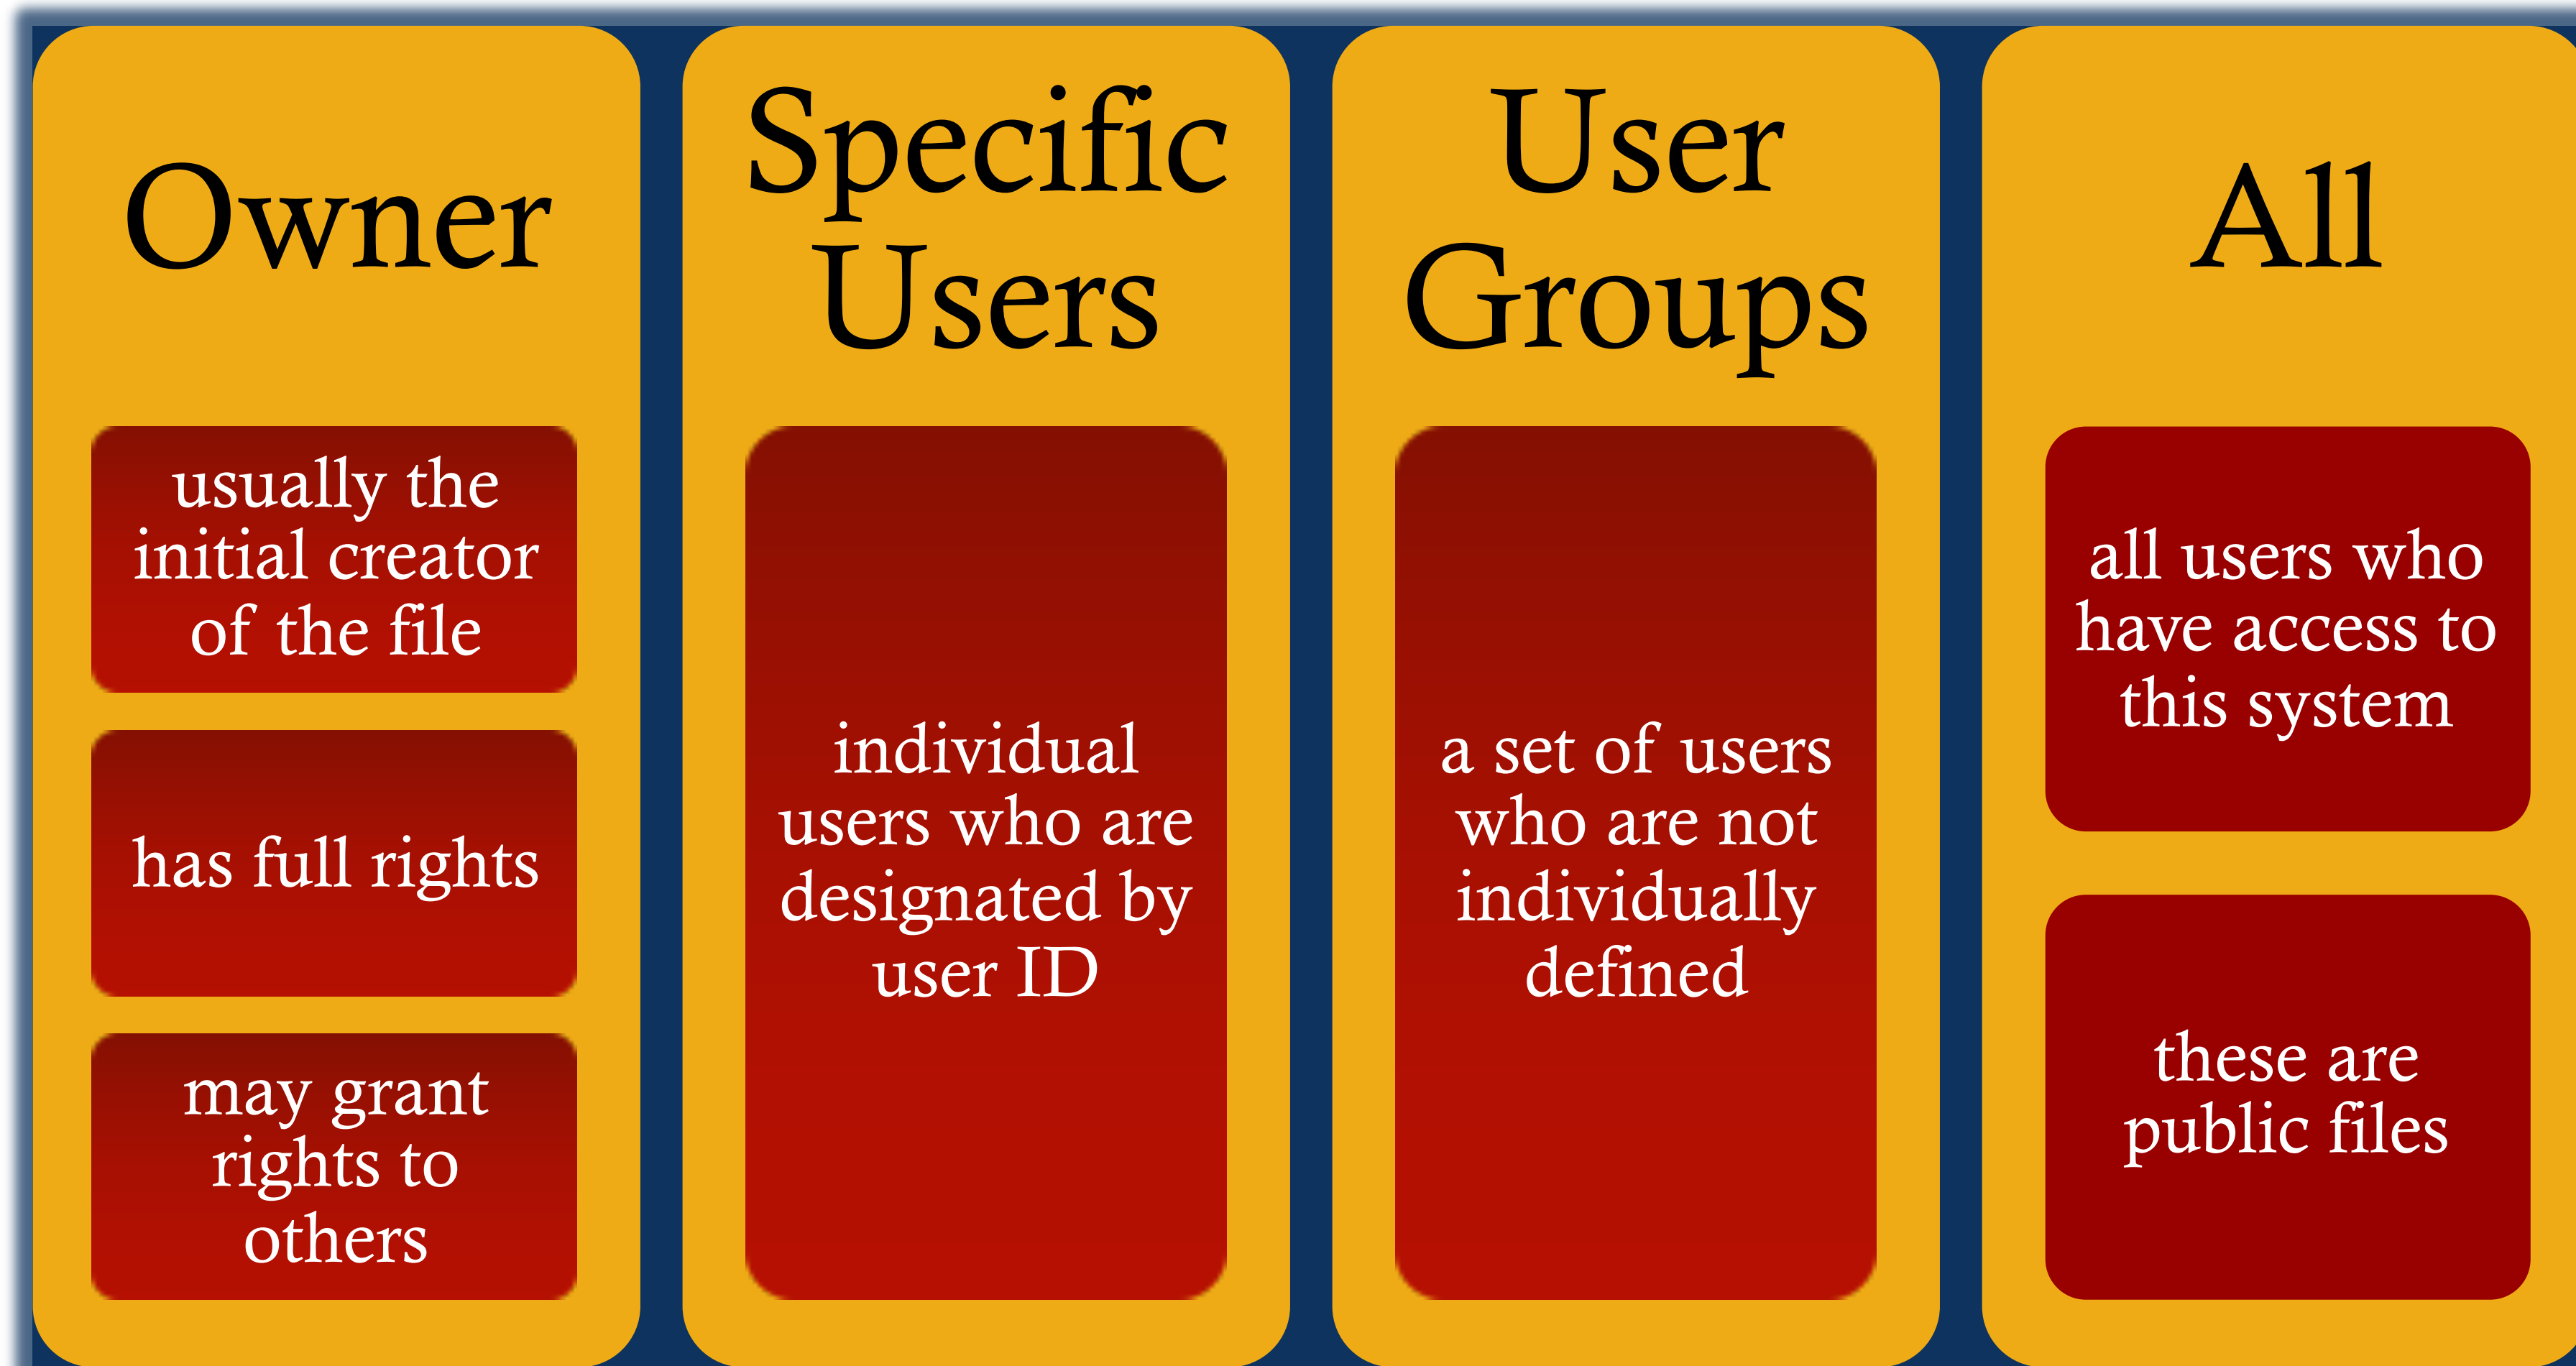 Owner
usually the
initial creator
of the file
has full rights
may grant
rights to
others
Specific
Users
individual
users who are
designated by
user ID
User
Groups
a set of users
who are not
individually
defined
All
all users who
have access to
this system
these are
public files